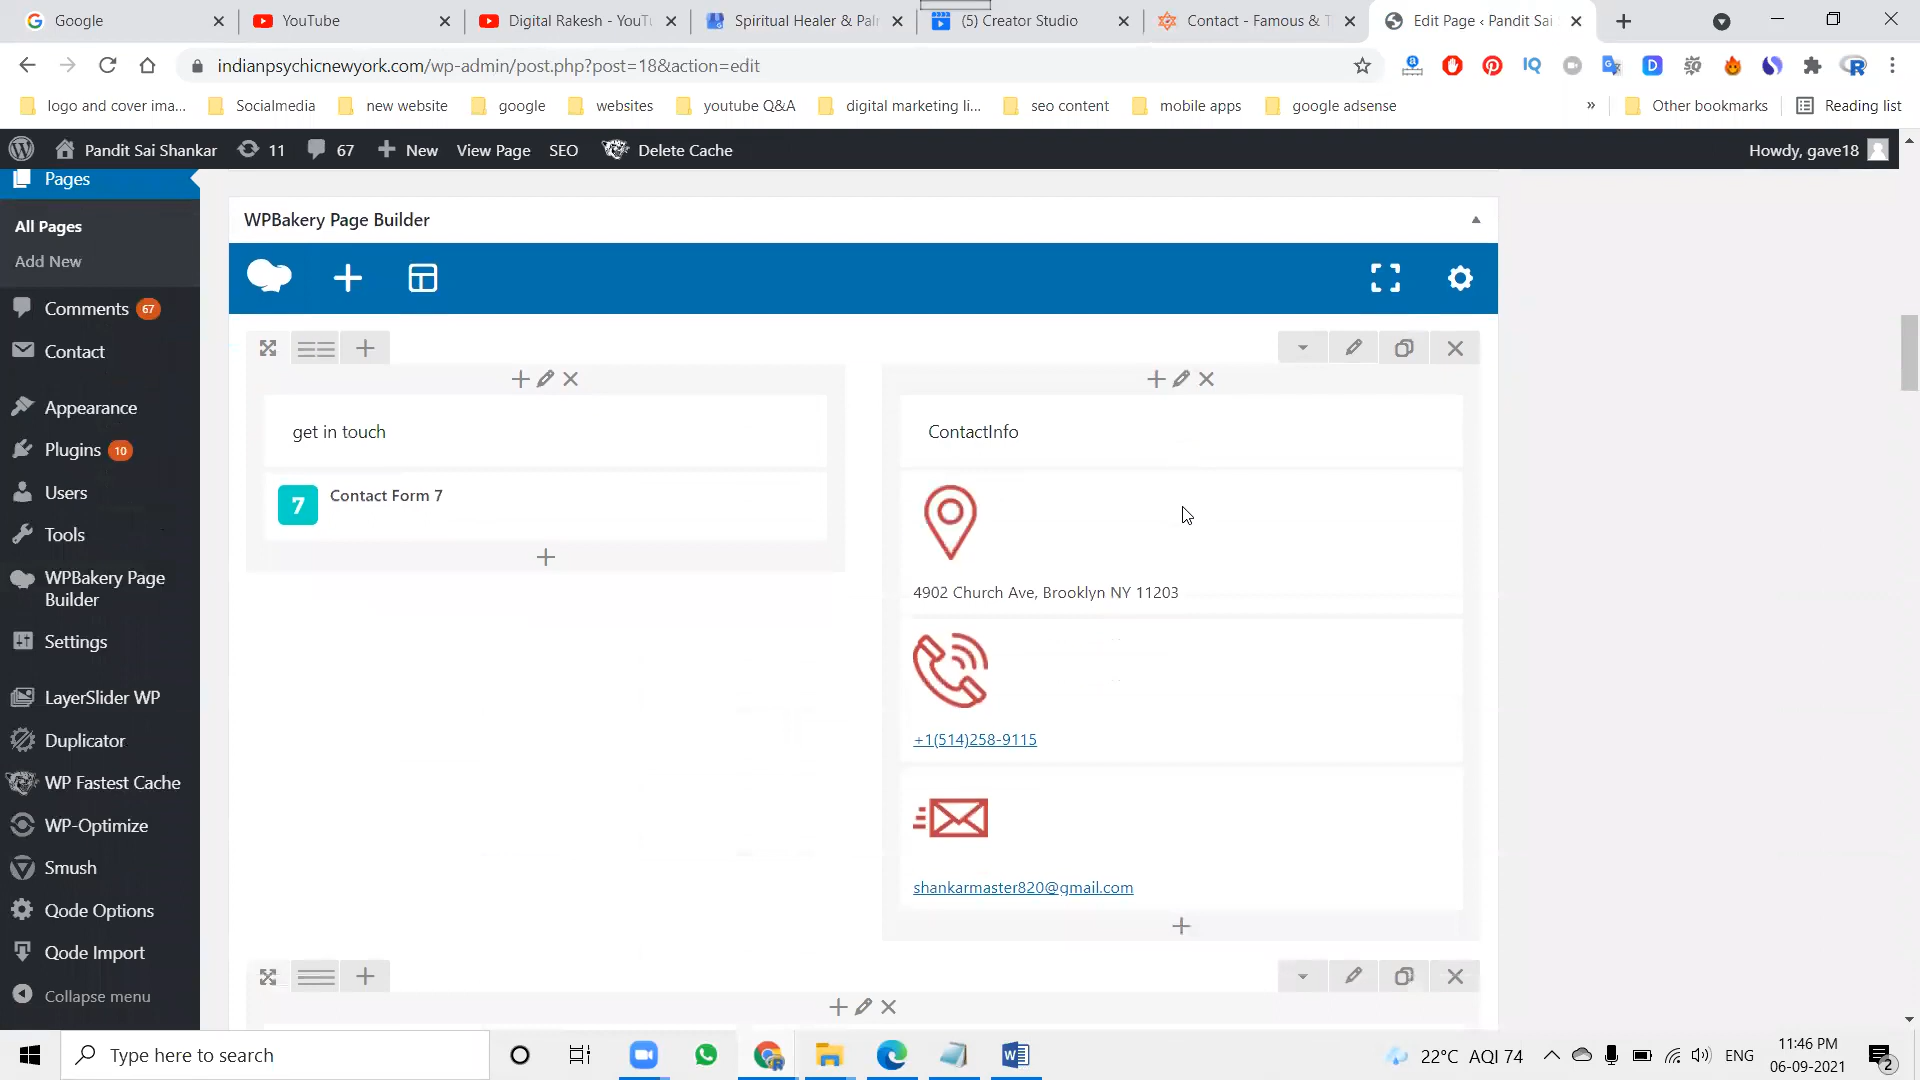 Google
YouTube
Digital Rakesh - YouTu
Spiritual Healer & Pal
(5) Creator Studio
Contact - Famous & T
Edit Page ‹ Pandit Sai
indianpsychicnewyork.com/wp-admin/post.php?post=18&action=edit
logo and cover ima...
Socialmedia
new website
google
websites
youtube Q&A
digital marketing li...
seo content
mobile apps
google adsense
»
Other bookmarks
Reading list
Pandit Sai Shankar
11
67
New
View Page
SEO
Delete Cache
Howdy, gave18
Pages
All Pages
Add New
Comments 67
Contact
Appearance
Plugins 10
Users
Tools
WPBakery Page
Builder
Settings
LayerSlider WP
Duplicator
WP Fastest Cache
WP-Optimize
Smush
Qode Options
Qode Import
Collapse menu
WPBakery Page Builder
get in touch
7 Contact Form 7
ContactInfo
4902 Church Ave, Brooklyn NY 11203
+1(514)258-9115
shankarmaster820@gmail.com
Type here to search
22°C AQI 74
ENG
11:46 PM
06-09-2021
2